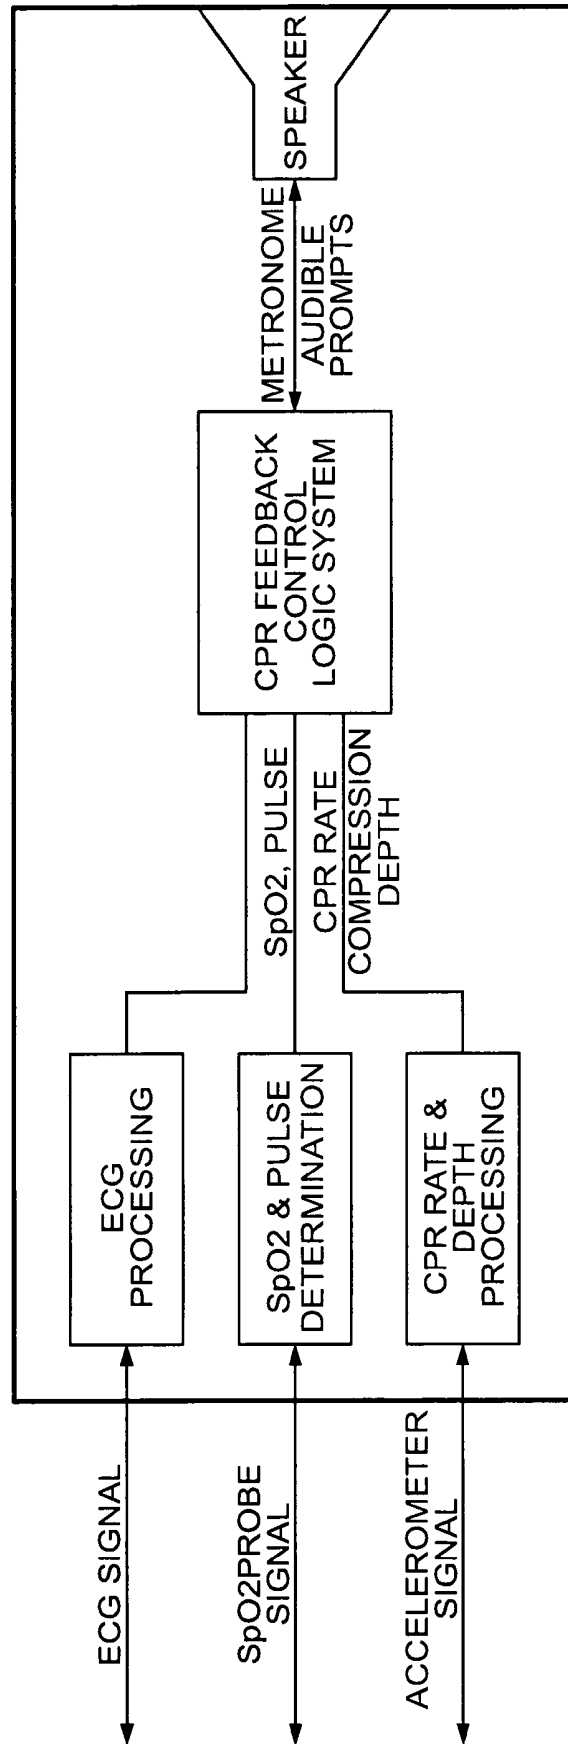 ECG SIGNAL
SpO2PROBE
SIGNAL
ACCELEROMETER
SIGNAL
ECG
PROCESSING
SpO2 & PULSE
DETERMINATION
CPR RATE &
DEPTH
PROCESSING
SpO2, PULSE
CPR RATE
COMPRESSION
DEPTH
CPR FEEDBACK
CONTROL
LOGIC SYSTEM
METRONOME
AUDIBLE
PROMPTS
SPEAKER